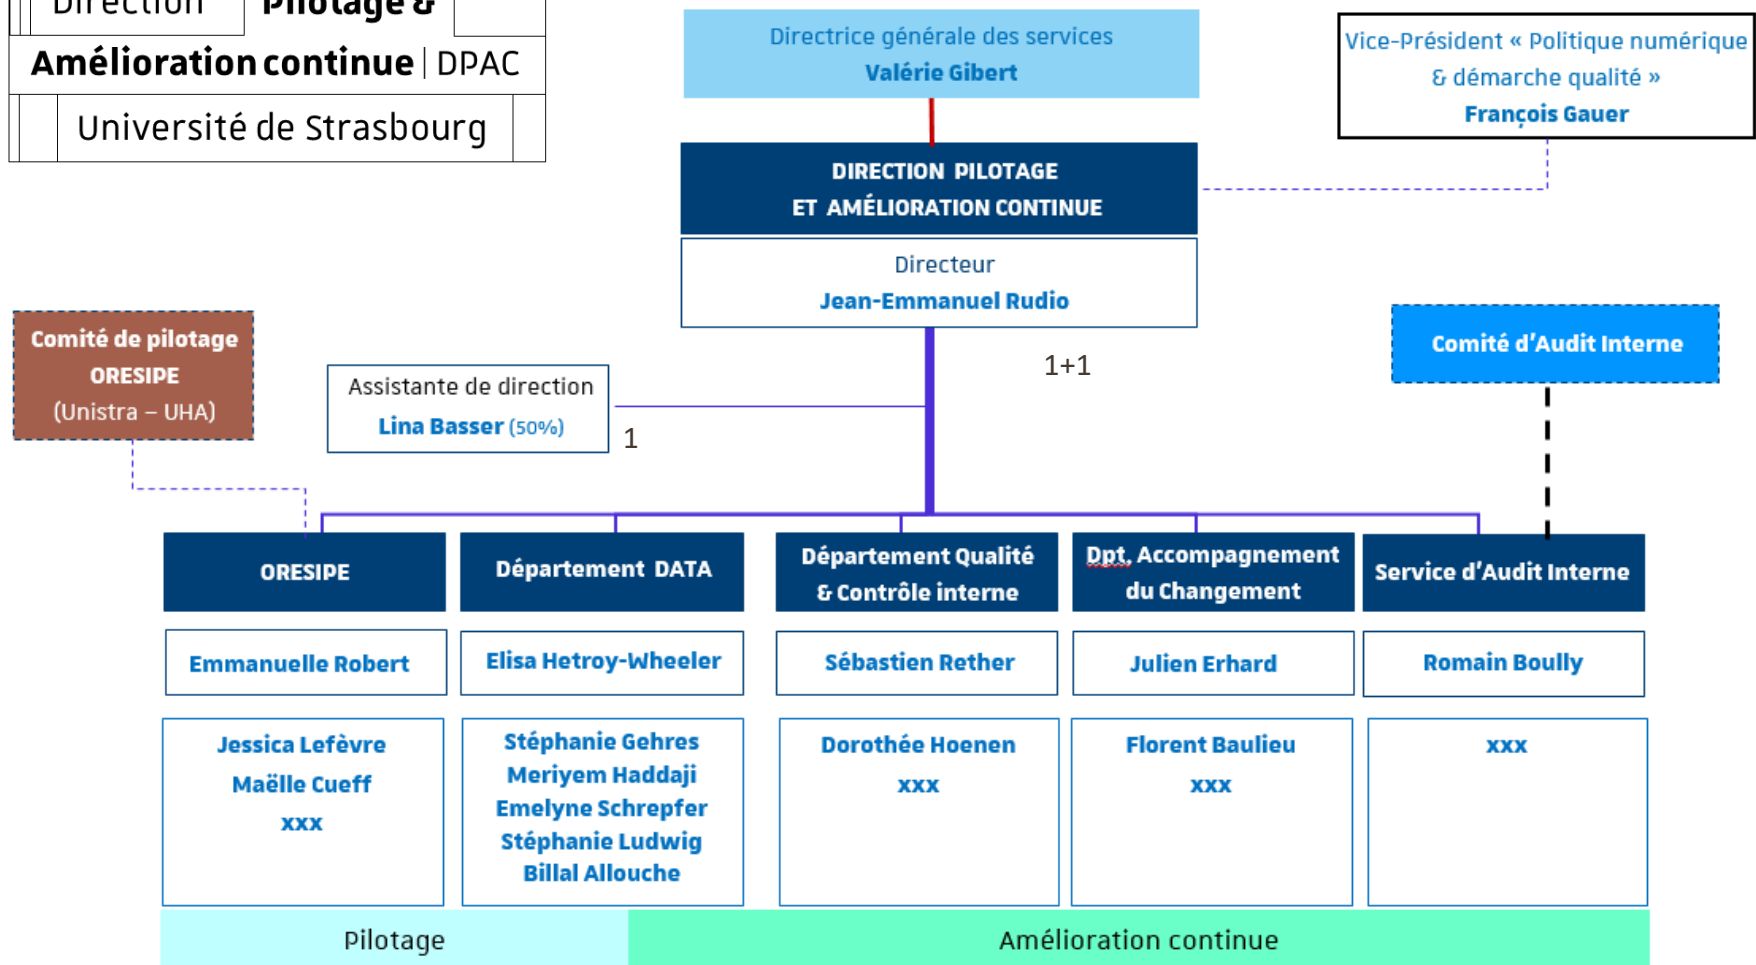 Direction Pilotage &
Amélioration continue | DPAC
Université de Strasbourg
Directrice générale des services
Valérie Gibert
Vice-Président « Politique numérique
& démarche qualité »
François Gauer
DIRECTION PILOTAGE
ET AMÉLIORATION CONTINUE
Directeur
Jean-Emmanuel Rudio
1+1
Comité de pilotage
ORESIPE
(Unistra – UHA)
Assistante de direction
Lina Basser (50%)
1
Comité d'Audit Interne
ORESIPE
Emmanuelle Robert
Jessica Lefèvre
Maëlle Cueff
xxx
Département DATA
Elisa Hetroy-Wheeler
Stéphanie Gehres
Meriyem Haddaji
Emelyne Schrepfer
Stéphanie Ludwig
Billal Allouche
Département Qualité
& Contrôle interne
Sébastien Rether
Dorothée Hoenen
xxx
Dpt. Accompagnement
du Changement
Julien Erhard
Florent Baulieu
xxx
Service d'Audit Interne
Romain Boully
xxx
Pilotage
Amélioration continue